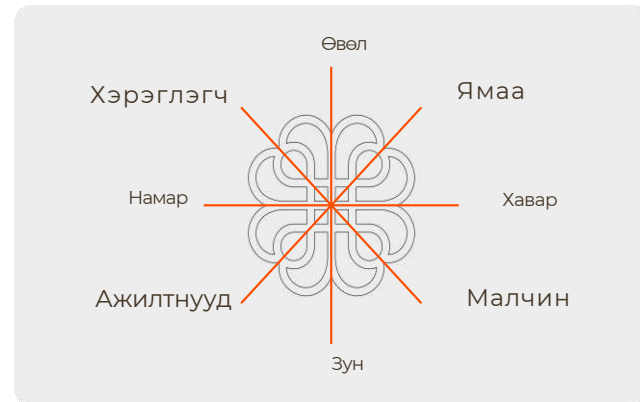 Өвөл
Хэрэглэгч
Ямаа
Намар
Хавар
Ажилтнууд
Малчин
Зун